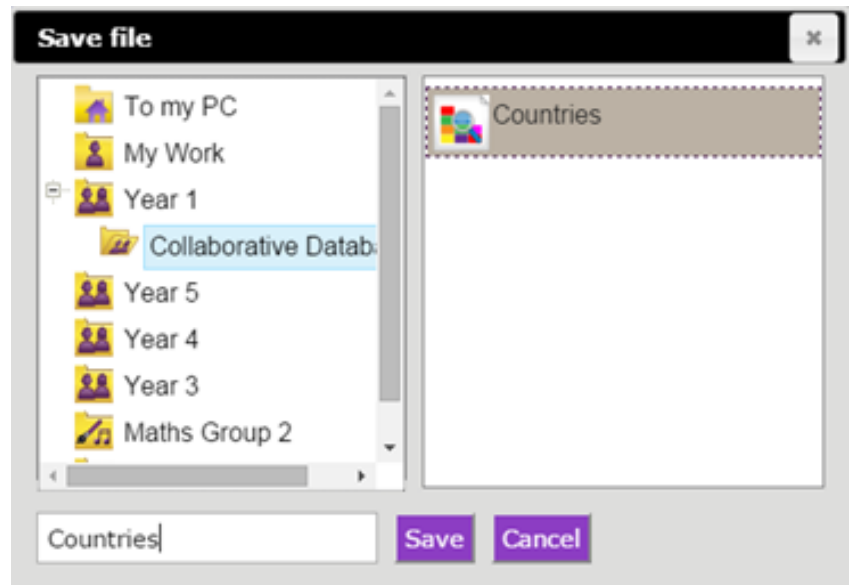 Save file
To my PC
My Work
Year 1
Collaborative Datab
Year 5
Year 4
Year 3
Maths Group 2
Countries
Countries
Save
Cancel